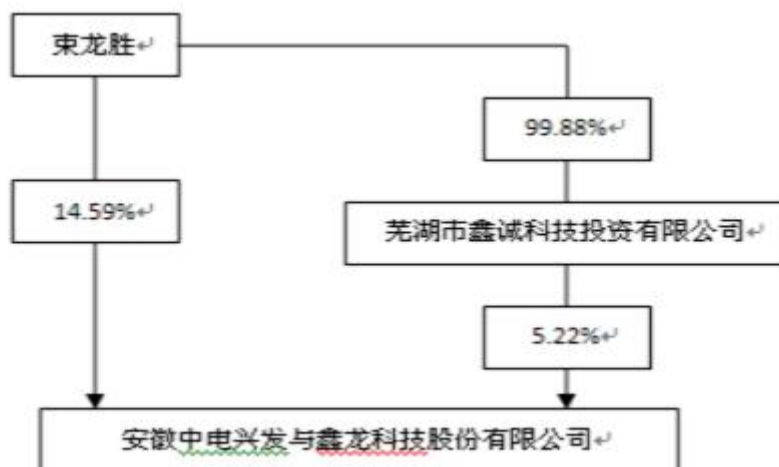 束龙胜
99.88%
14.59%
芜湖市鑫诚科技投资有限公司
5.22%
安徽中电兴发与鑫龙科技股份有限公司